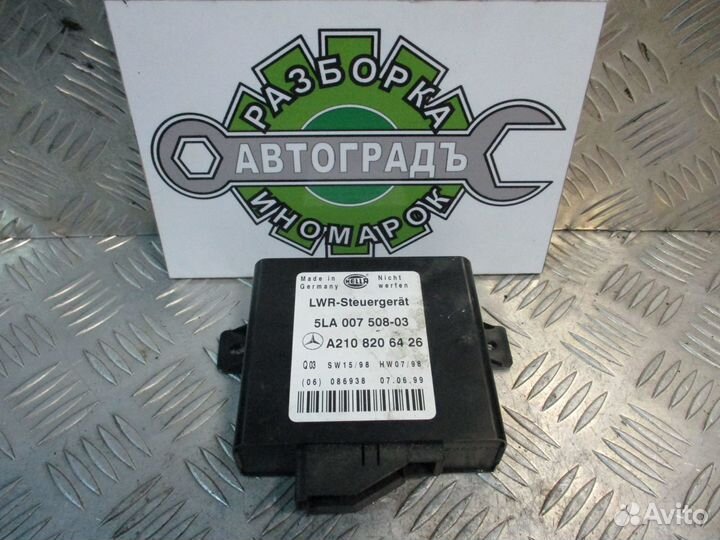 РАЗБОРКА
АВТОГРАДЪ
ИНОМАРОК
Made in Germany
HELLA
Nicht werfen
LWR-Steuergerät
5LA 007 508-03
A210 820 64 26
Q03 SW15/98 HW07/98
(06) 086938 07.06.99
Avito